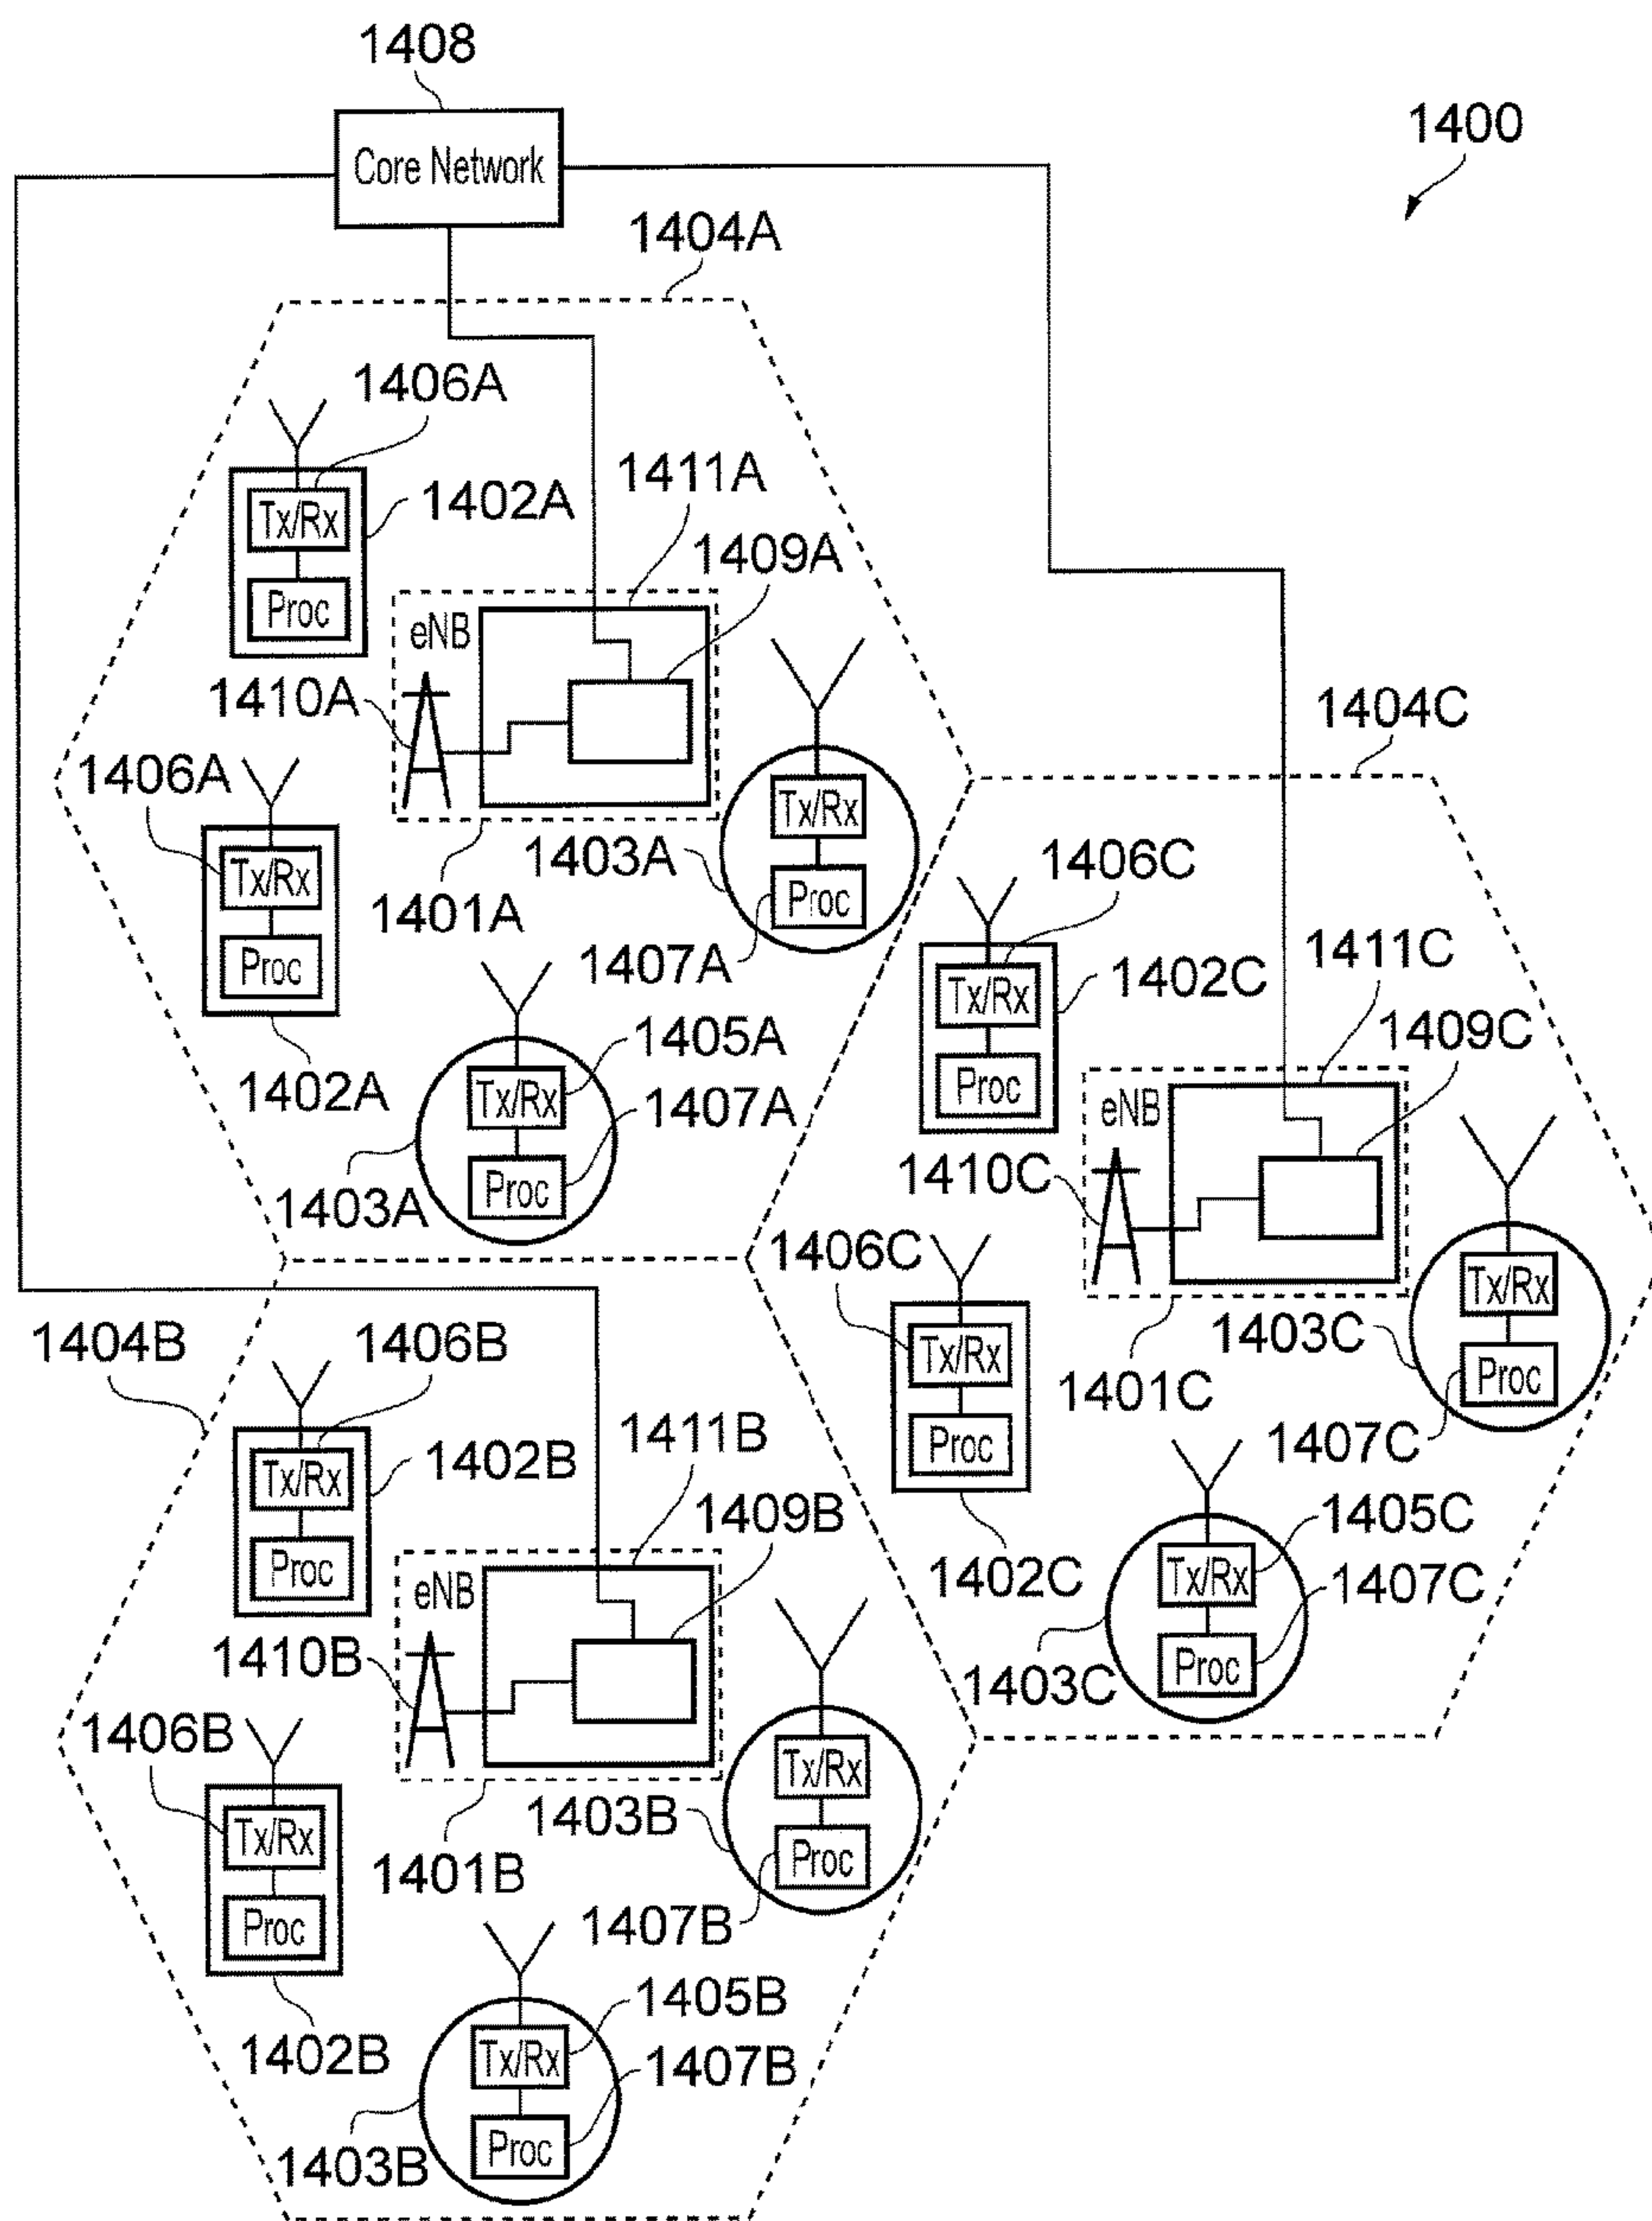 1408
1400
Core Network
1404A
1406A
1411A
Tx/Rx
1402A
1409A
Proc
eNB
1410A
1404C
1406A
Tx/Rx
Tx/Rx
1403A
1406C
Proc
1401A
Proc
1407A
1411C
Tx/Rx
1402C
1405A
1409C
1402A
Tx/Rx
Proc
eNB
1407A
1410C
Proc
1403A
1406C
Tx/Rx
1404B
1406B
Tx/Rx
1403C
Proc
1401C
1411B
Proc
1407C
1402B
Tx/Rx
1409B
1405C
Proc
eNB
1402C
Tx/Rx
1407C
1410B
1403C
Proc
1406B
Tx/Rx
Tx/Rx
1403B
Proc
1401B
Proc
1407B
1405B
1402B
Tx/Rx
1407B
1403B
Proc